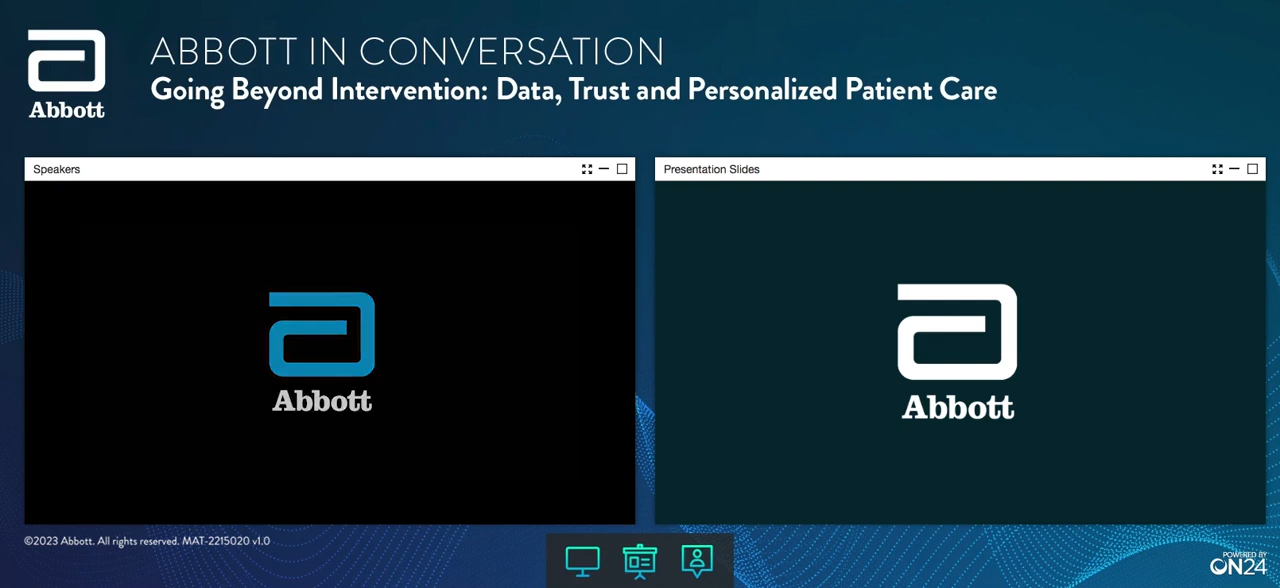 ABBOTT IN CONVERSATION
Going Beyond Intervention: Data, Trust and Personalized Patient Care
Abbott
Speakers
Presentation Slides
Abbott
Abbott
©2023 Abbott. All rights reserved. MAT-2215020 v1.0
POWERED BY
ON24